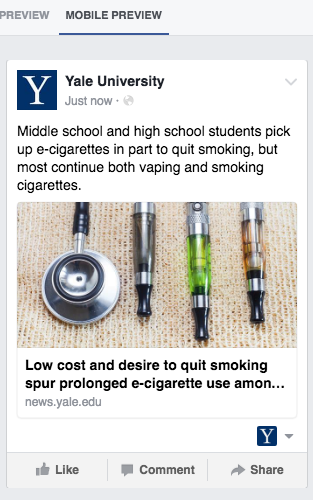 PREVIEW MOBILE PREVIEW
Y Yale University
Just now ·
Middle school and high school students pick
up e-cigarettes in part to quit smoking, but
most continue both vaping and smoking
cigarettes.
Low cost and desire to quit smoking
spur prolonged e-cigarette use amon...
news.yale.edu
Y
Like Comment Share